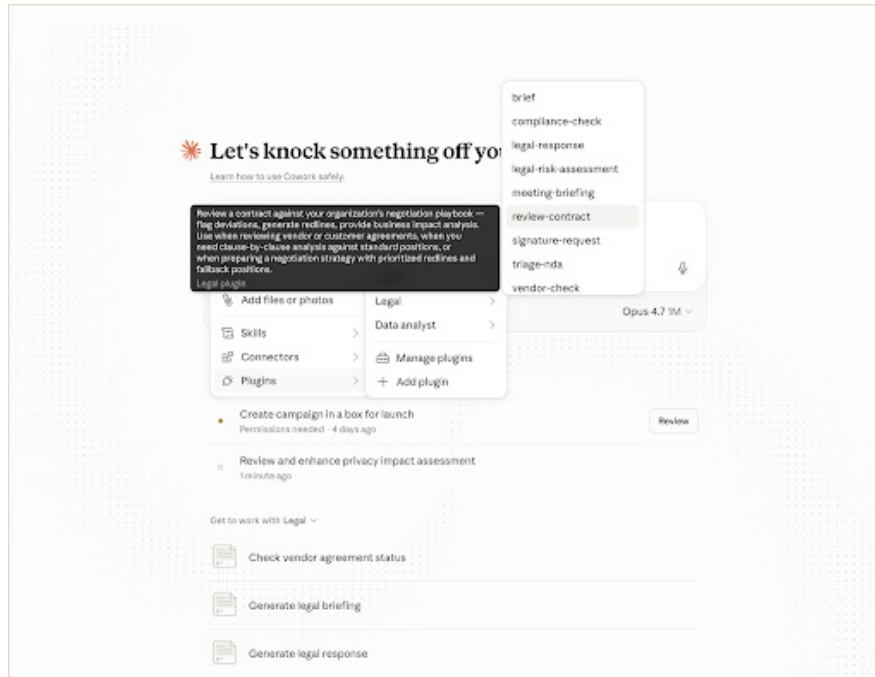 Let's knock something off yo
Learn how to use Cowork safely.
brief
compliance-check
legal-response
legal-risk-assessment
meeting-briefing
review-contract
signature-request
triage-nda
vendor-check
Review a contract against your organization's negotiation playbook —
flag deviations, generate redlines, provide business impact analysis.
Use when reviewing vendor or customer agreements, when you
need clause-by-clause analysis against standard positions, or
when preparing a negotiation strategy with prioritized redlines and
fallback positions.
Legal plugin
Add files or photos
Skills
Connectors
Plugins
Legal
Data analyst
Manage plugins
Add plugin
Opus 4.7 1M
Create campaign in a box for launch
Permissions needed · 4 days ago
Review
Review and enhance privacy impact assessment
1 minute ago
Get to work with Legal
Check vendor agreement status
Generate legal briefing
Generate legal response